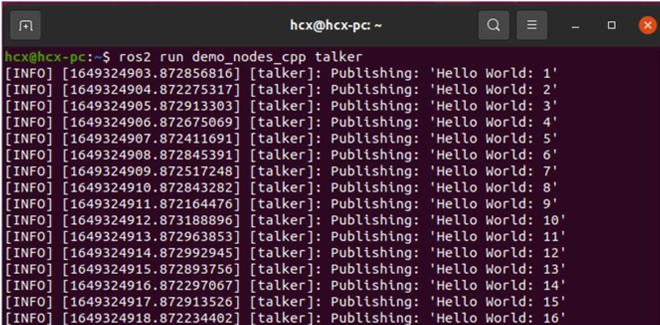 hcx@hcx-pc: ~
hcx@hcx-pc:~$ ros2 run demo_nodes_cpp talker
[INFO] [1649324903.872856816] [talker]: Publishing: 'Hello World: 1'
[INFO] [1649324904.872275317] [talker]: Publishing: 'Hello World: 2'
[INFO] [1649324905.872913303] [talker]: Publishing: 'Hello World: 3'
[INFO] [1649324906.872675069] [talker]: Publishing: 'Hello World: 4'
[INFO] [1649324907.872411691] [talker]: Publishing: 'Hello World: 5'
[INFO] [1649324908.872845391] [talker]: Publishing: 'Hello World: 6'
[INFO] [1649324909.872517248] [talker]: Publishing: 'Hello World: 7'
[INFO] [1649324910.872843282] [talker]: Publishing: 'Hello World: 8'
[INFO] [1649324911.872164476] [talker]: Publishing: 'Hello World: 9'
[INFO] [1649324912.873188896] [talker]: Publishing: 'Hello World: 10'
[INFO] [1649324913.872963853] [talker]: Publishing: 'Hello World: 11'
[INFO] [1649324914.872992945] [talker]: Publishing: 'Hello World: 12'
[INFO] [1649324915.872893756] [talker]: Publishing: 'Hello World: 13'
[INFO] [1649324916.872297067] [talker]: Publishing: 'Hello World: 14'
[INFO] [1649324917.872913526] [talker]: Publishing: 'Hello World: 15'
[INFO] [1649324918.872234402] [talker]: Publishing: 'Hello World: 16'